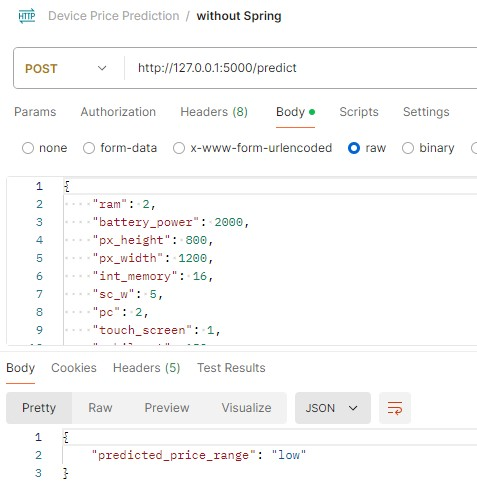 HTTP Device Price Prediction / without Spring
POST http://127.0.0.1:5000/predict
Params Authorization Headers (8) Body Scripts Settings
none form-data x-www-form-urlencoded raw binary
1 {
2 "ram": 2,
3 "battery_power": 2000,
4 "px_height": 800,
5 "px_width": 1200,
6 "int_memory": 16,
7 "sc_w": 5,
8 "pc": 2,
9 "touch_screen": 1,
Body Cookies Headers (5) Test Results
Pretty Raw Preview Visualize JSON
1 {
2 "predicted_price_range": "low"
3 }